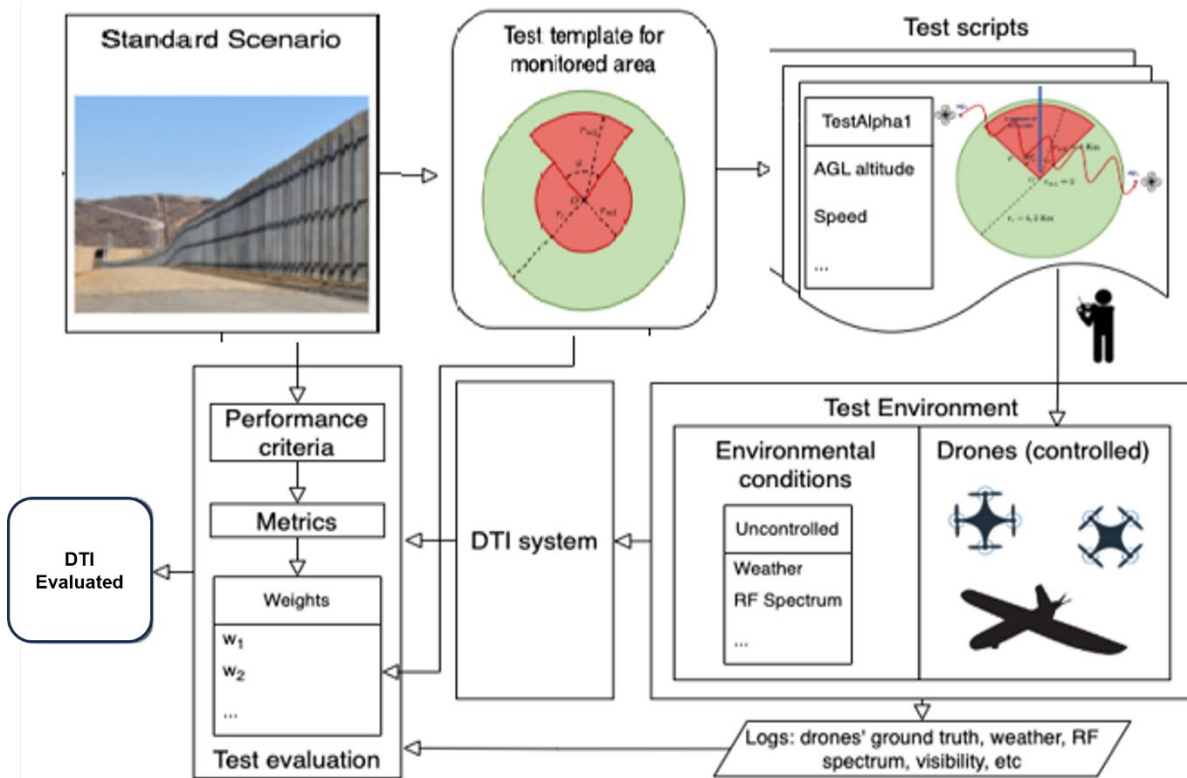 Standard Scenario
Test template for
monitored area
Test scripts
TestAlpha1
AGL altitude
Speed
...
Performance
criteria
Metrics
Weights
w1
w2
...
Test evaluation
DTI
Evaluated
DTI system
Test Environment
Environmental
conditions
Uncontrolled
Weather
RF Spectrum
...
Drones (controlled)
Logs: drones' ground truth, weather, RF
spectrum, visibility, etc